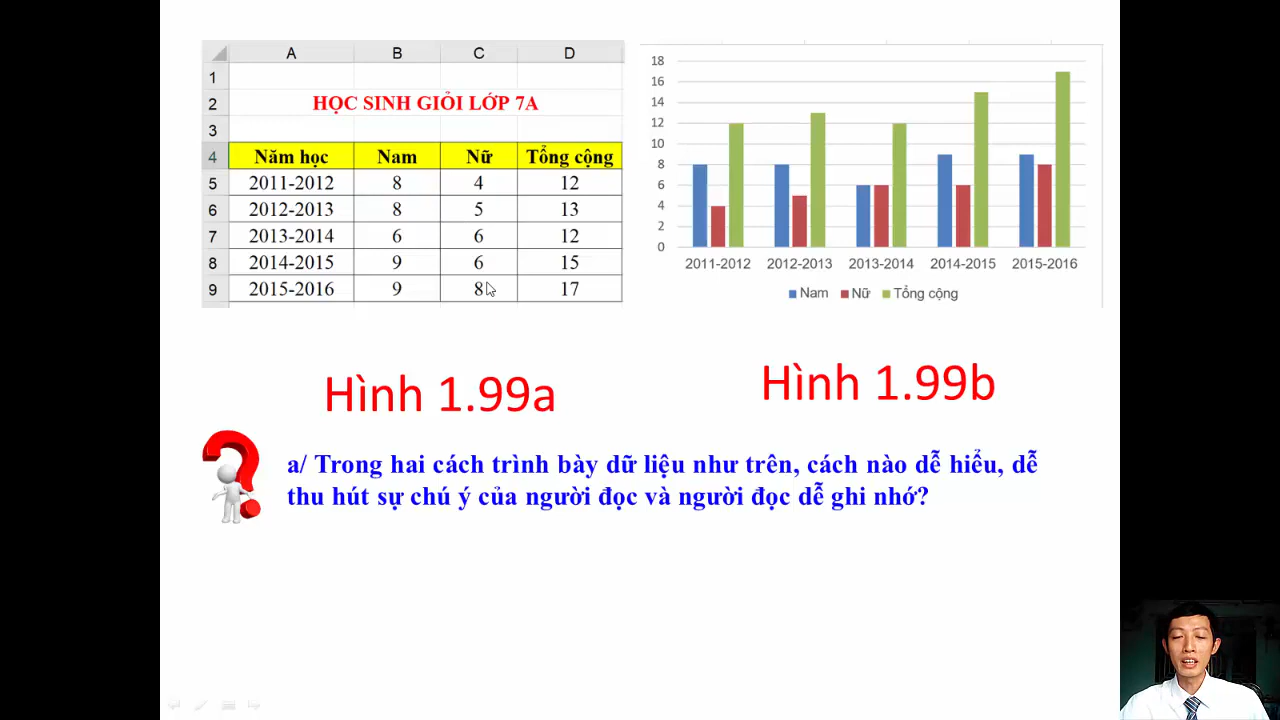 A B C D
1
2 HỌC SINH GIỎI LỚP 7A
3
4 Năm học Nam Nữ Tổng cộng
5 2011-2012 8 4 12
6 2012-2013 8 5 13
7 2013-2014 6 6 12
8 2014-2015 9 6 15
9 2015-2016 9 8 17
18
16
14
12
10
8
6
4
2
0
2011-2012 2012-2013 2013-2014 2014-2015 2015-2016
Nam Nữ Tổng cộng
Hình 1.99a
Hình 1.99b
a/ Trong hai cách trình bày dữ liệu như trên, cách nào dễ hiểu, dễ
thu hút sự chú ý của người đọc và người đọc dễ ghi nhớ?